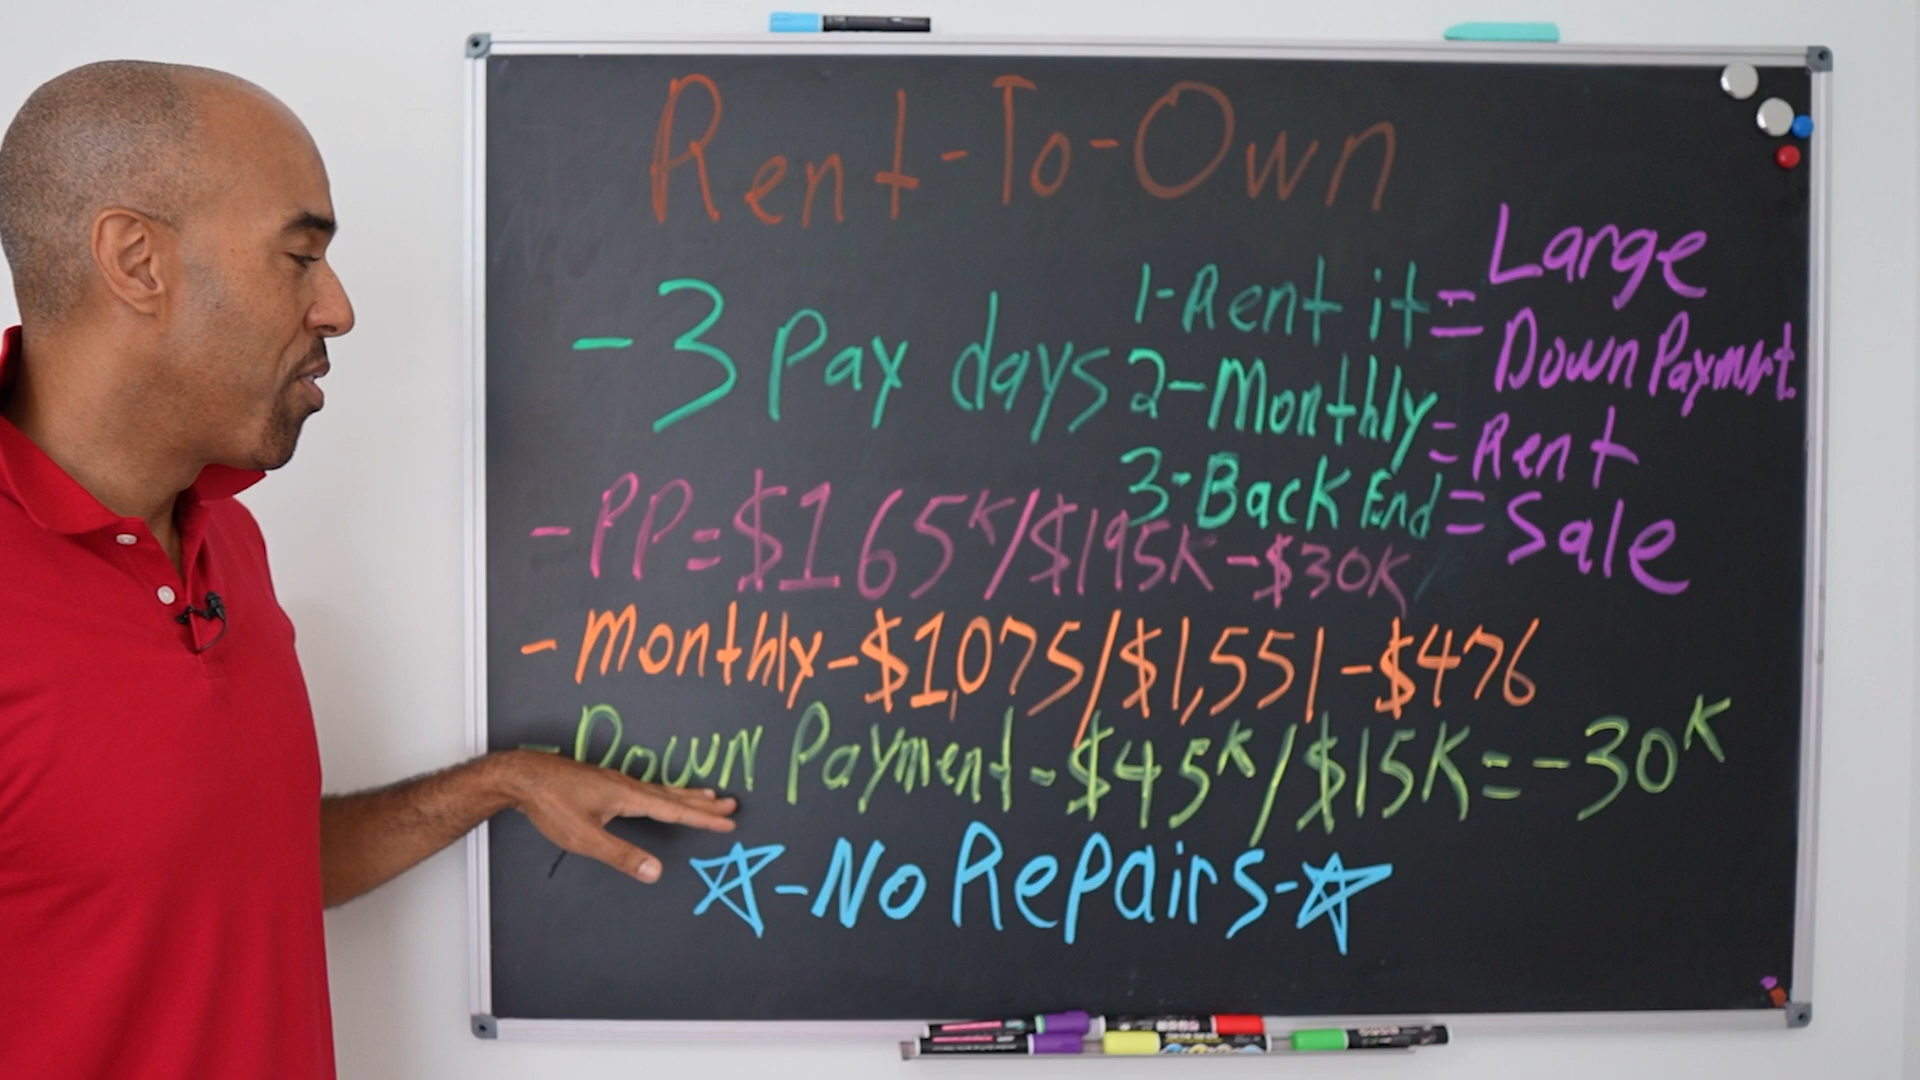 Rent-To-Own
- 3 Pay days
1-Rent it = Large Down Paymnt.
2-Monthly = Rent
3-Back End = Sale
- PP = $165K/$195K - $30K
- Monthly - $1,075/$1,551 - $476
- Down Payment - $45K/$15K = -30K
☆-No Repairs-☆